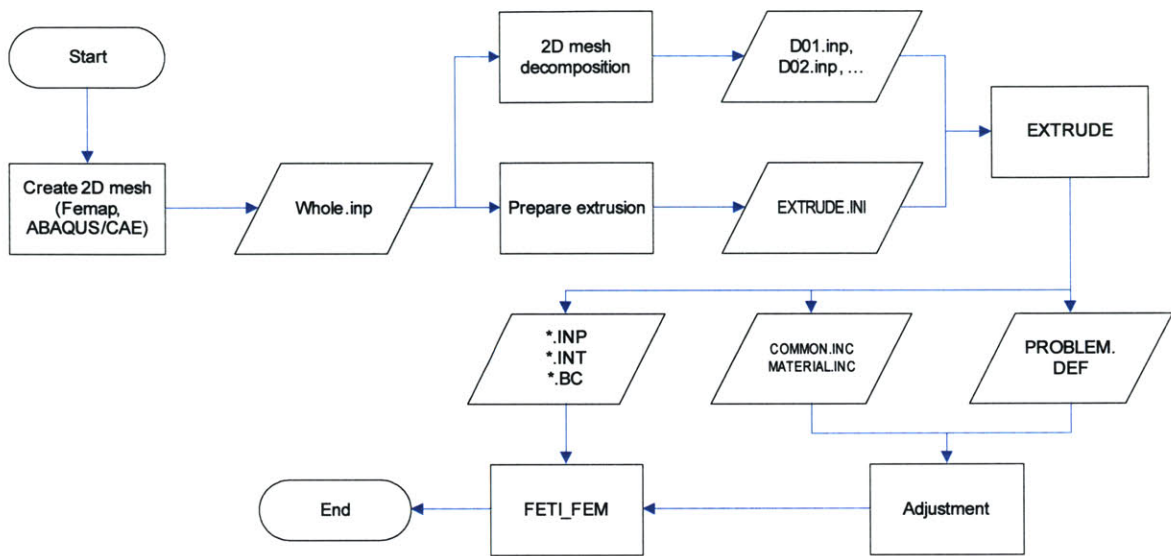 Start
2D mesh
decomposition
D01.inp,
D02.inp, ...
EXTRUDE
Create 2D mesh
(Femap,
ABAQUS/CAE)
Whole.inp
Prepare extrusion
EXTRUDE.INI
*.INP
*.INT
*.BC
COMMON.INC
MATERIAL.INC
PROBLEM.
DEF
End
FETI_FEM
Adjustment